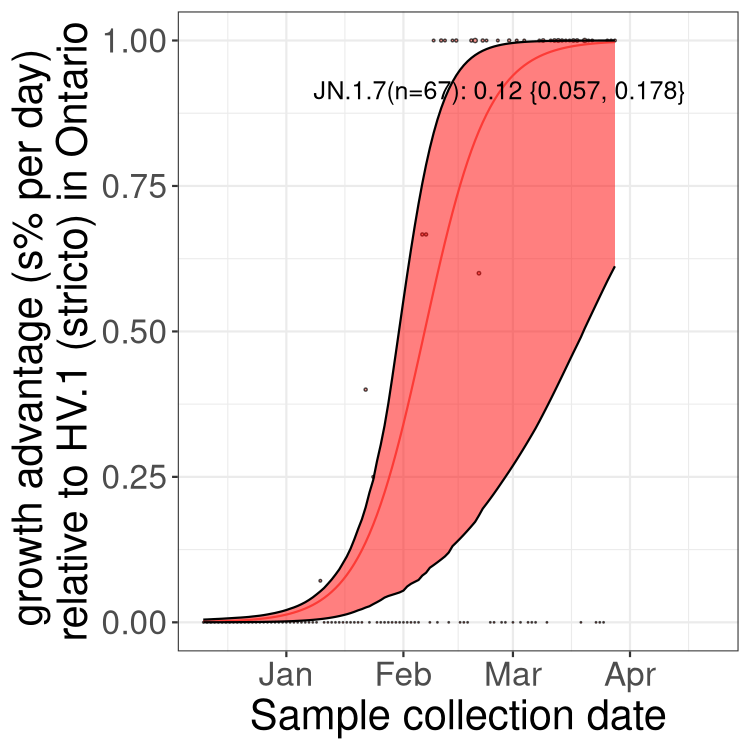 growth advantage (s% per day)
relative to HV.1 (stricto) in Ontario
1.00
0.75
0.50
0.25
0.00
JN.1.7(n=67): 0.12 {0.057, 0.178}
Jan Feb Mar Apr
Sample collection date